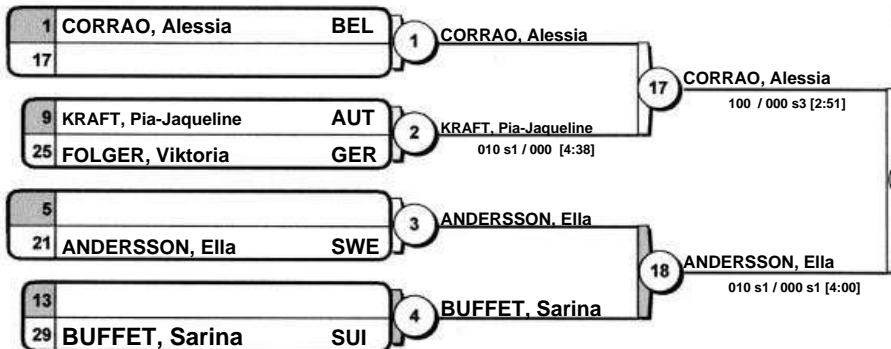 1 CORRAO, Alessia BEL
17
1 CORRAO, Alessia
9 KRAFT, Pia-Jaqueline AUT
25 FOLGER, Viktoria GER
2 KRAFT, Pia-Jaqueline
010 s1 / 000 [4:38]
17 CORRAO, Alessia
100 / 000 s3 [2:51]
5
21 ANDERSSON, Ella SWE
3 ANDERSSON, Ella
13
29 BUFFET, Sarina SUI
4 BUFFET, Sarina
18 ANDERSSON, Ella
010 s1 / 000 s1 [4:00]